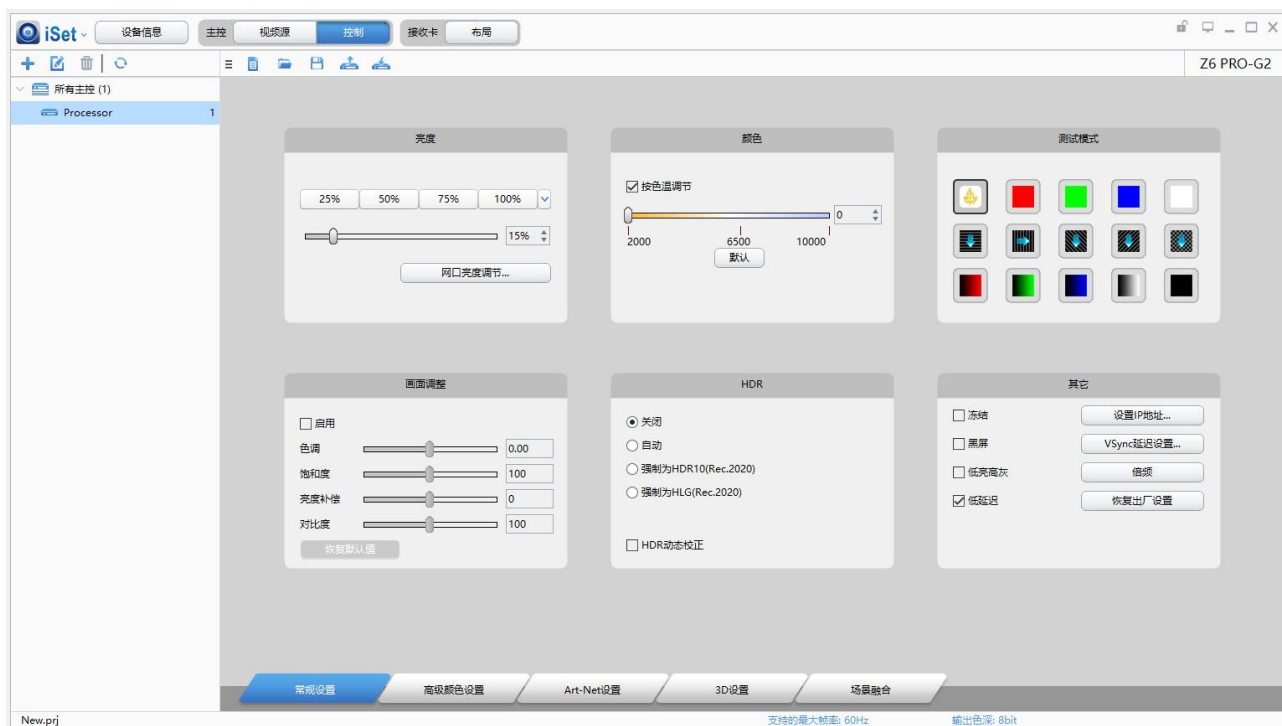 iSet 设备信息 主控 视频源 控制 接收卡 布局
Z6 PRO-G2
所有主控 (1)
Processor 1
亮度
25% 50% 75% 100%
15%
网口亮度调节...
颜色
按色温调节
0
2000 6500 10000
默认
测试模式
画面调整
启用
色调 0.00
饱和度 100
亮度补偿 0
对比度 100
恢复默认值
HDR
关闭
自动
强制为HDR10(Rec.2020)
强制为HLG(Rec.2020)
HDR动态校正
其它
冻结 设置IP地址...
黑屏 VSync延迟设置...
低亮高灰 倍频
低延迟 恢复出厂设置
常规设置 高级颜色设置 Art-Net设置 3D设置 场景融合
New.prj 支持的最大帧率: 60Hz 输出色深: 8bit